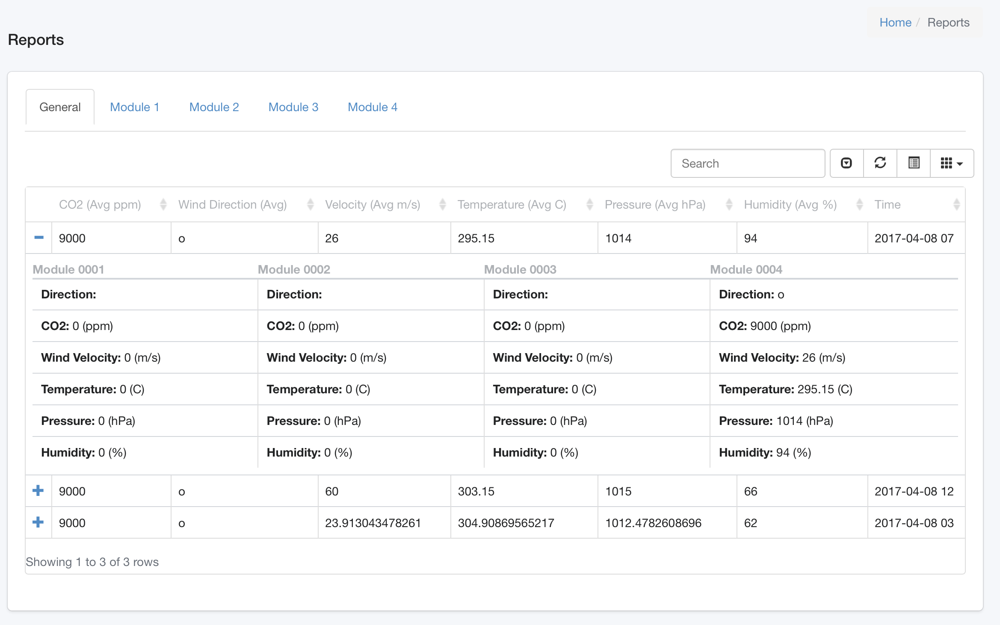 Home / Reports
Reports
General Module 1 Module 2 Module 3 Module 4
Search
CO2 (Avg ppm) Wind Direction (Avg) Velocity (Avg m/s) Temperature (Avg C) Pressure (Avg hPa) Humidity (Avg %) Time
9000 o 26 295.15 1014 94 2017-04-08 07
Module 0001 Module 0002 Module 0003 Module 0004
Direction: Direction: Direction: Direction: o
CO2: 0 (ppm) CO2: 0 (ppm) CO2: 0 (ppm) CO2: 9000 (ppm)
Wind Velocity: 0 (m/s) Wind Velocity: 0 (m/s) Wind Velocity: 0 (m/s) Wind Velocity: 26 (m/s)
Temperature: 0 (C) Temperature: 0 (C) Temperature: 0 (C) Temperature: 295.15 (C)
Pressure: 0 (hPa) Pressure: 0 (hPa) Pressure: 0 (hPa) Pressure: 1014 (hPa)
Humidity: 0 (%) Humidity: 0 (%) Humidity: 0 (%) Humidity: 94 (%)
9000 o 60 303.15 1015 66 2017-04-08 12
9000 o 23.913043478261 304.90869565217 1012.4782608696 62 2017-04-08 03
Showing 1 to 3 of 3 rows